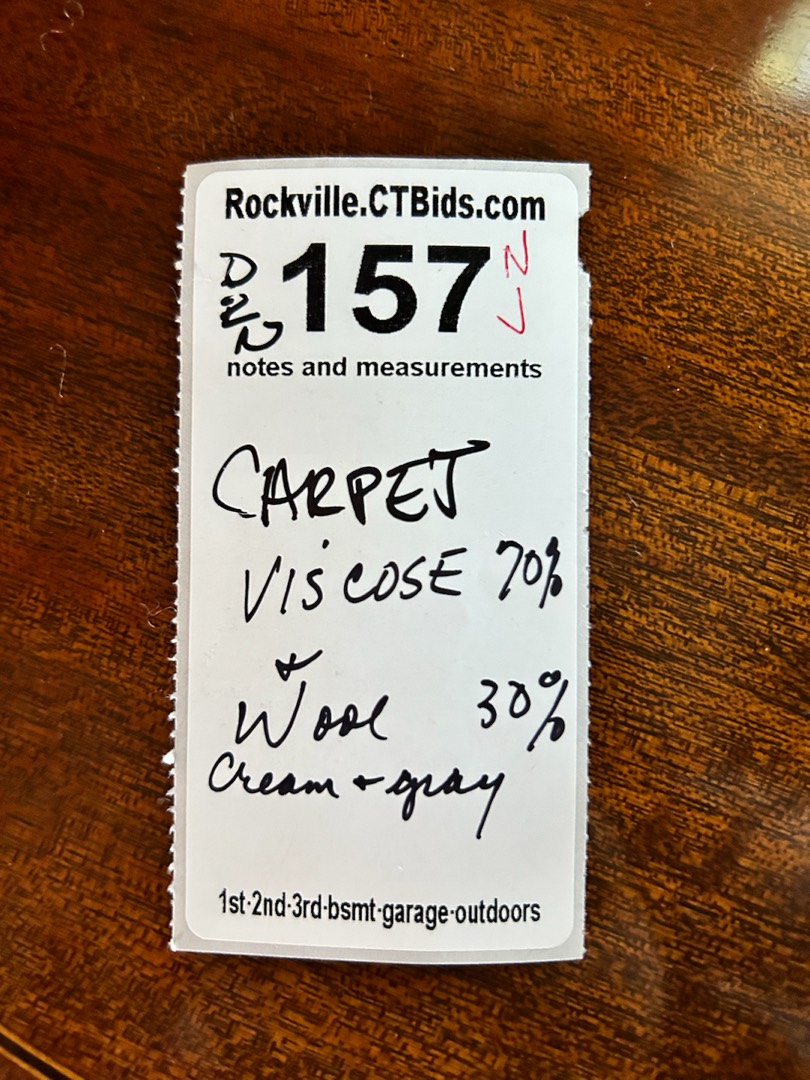 Rockville.CTBids.com
157
notes and measurements
CARPET
VISCOSE 70%
+
Wool 30%
Cream + gray
1st·2nd·3rd·bsmt·garage·outdoors